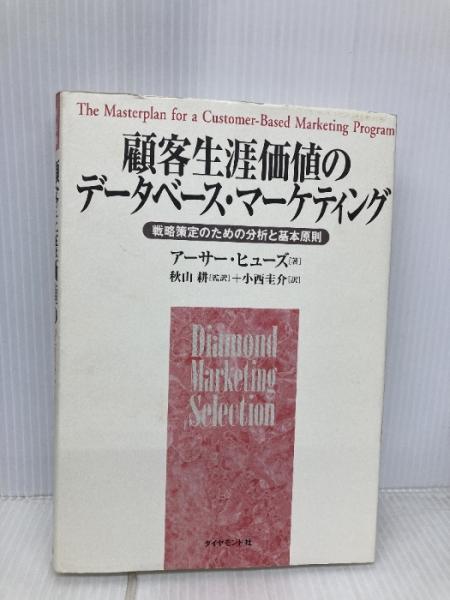 The Masterplan for a Customer-Based Marketing Program
顧客生涯価値の
データベース・マーケティング
戦略策定のための分析と基本原則
アーサー・ヒューズ[著]
秋山 耕[監訳]+小西圭介[訳]
Diamond
Marketing
Selection
ダイヤモンド社